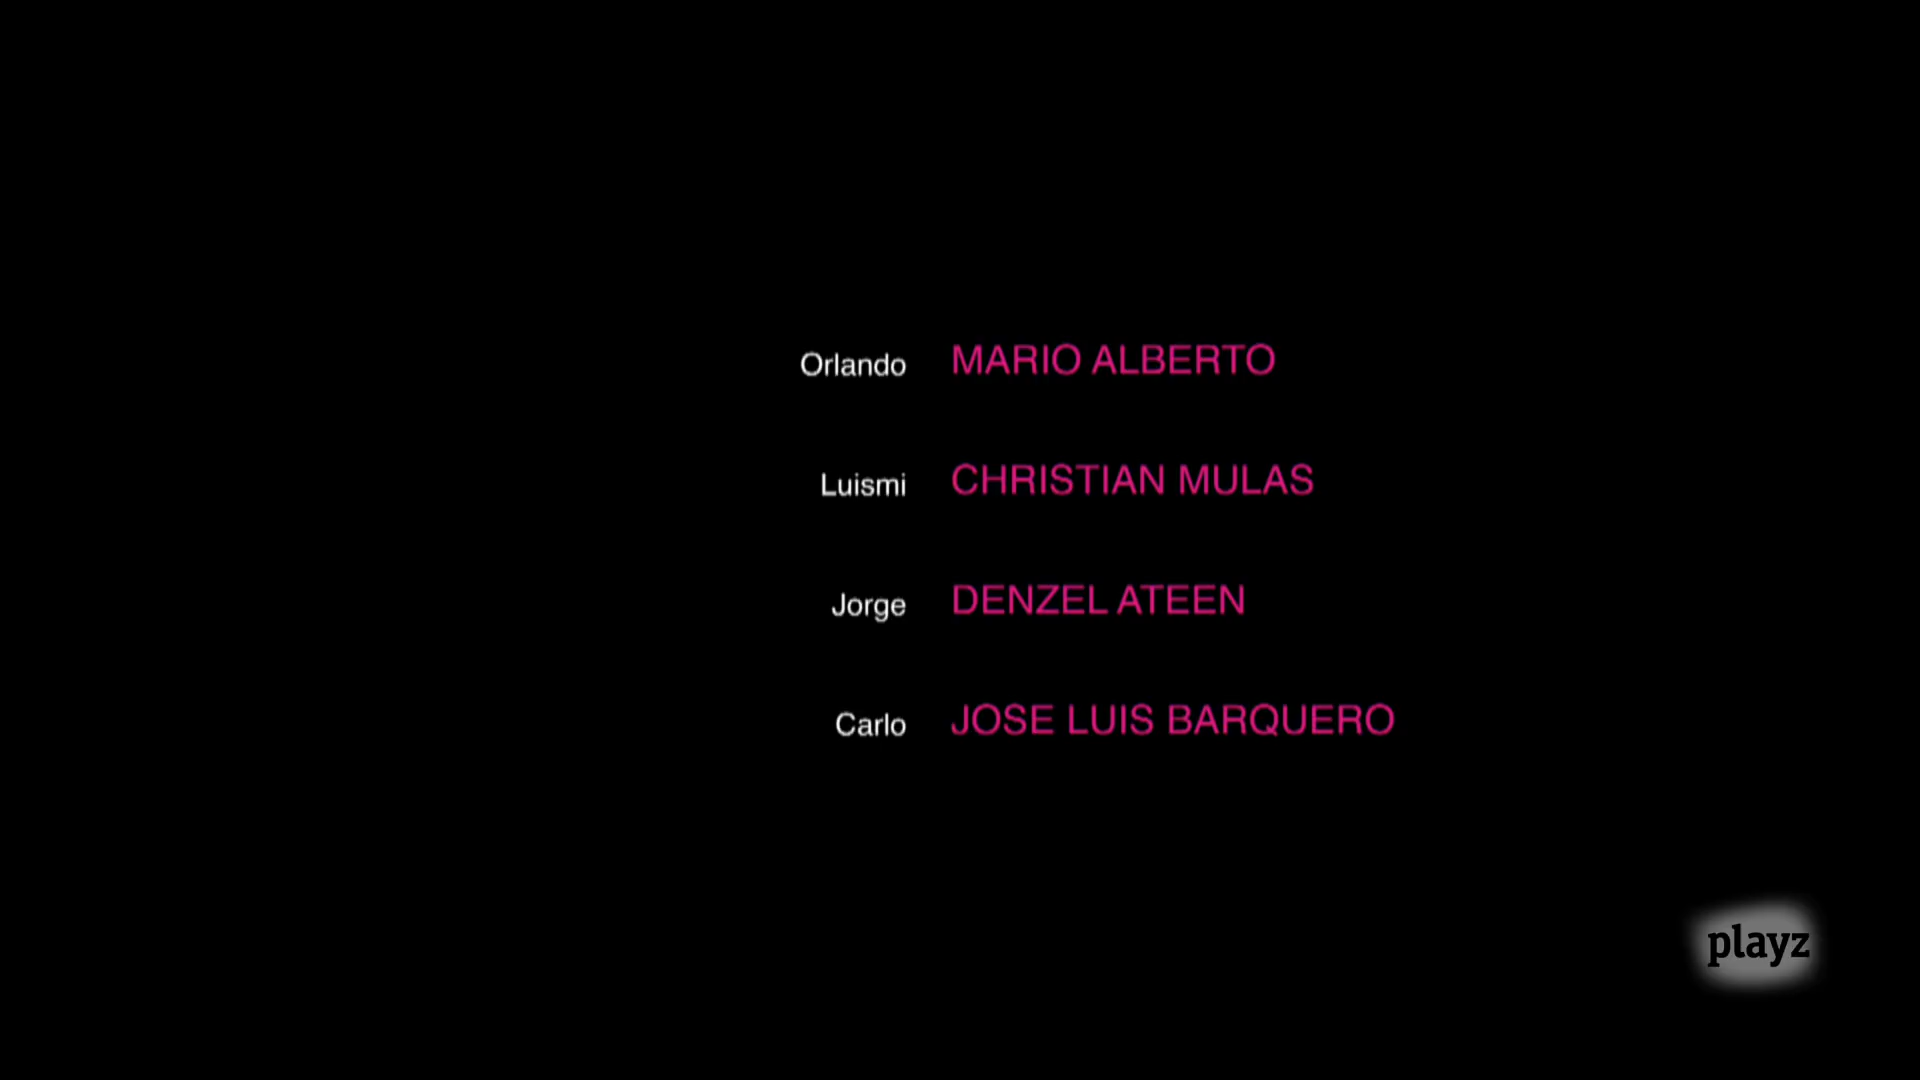 Orlando MARIO ALBERTO
Luismi CHRISTIAN MULAS
Jorge DENZEL ATEEN
Carlo JOSE LUIS BARQUERO
playz